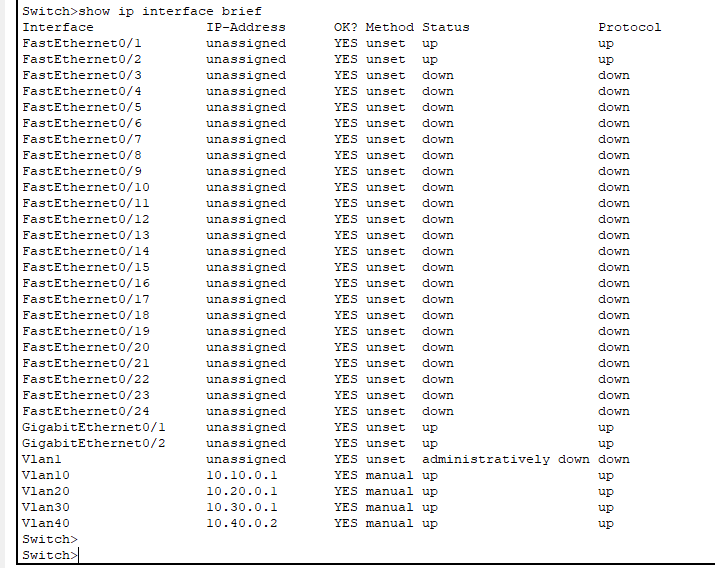 Switch>show ip interface brief
Interface IP-Address OK? Method Status Protocol
FastEthernet0/1 unassigned YES unset up up
FastEthernet0/2 unassigned YES unset up up
FastEthernet0/3 unassigned YES unset down down
FastEthernet0/4 unassigned YES unset down down
FastEthernet0/5 unassigned YES unset down down
FastEthernet0/6 unassigned YES unset down down
FastEthernet0/7 unassigned YES unset down down
FastEthernet0/8 unassigned YES unset down down
FastEthernet0/9 unassigned YES unset down down
FastEthernet0/10 unassigned YES unset down down
FastEthernet0/11 unassigned YES unset down down
FastEthernet0/12 unassigned YES unset down down
FastEthernet0/13 unassigned YES unset down down
FastEthernet0/14 unassigned YES unset down down
FastEthernet0/15 unassigned YES unset down down
FastEthernet0/16 unassigned YES unset down down
FastEthernet0/17 unassigned YES unset down down
FastEthernet0/18 unassigned YES unset down down
FastEthernet0/19 unassigned YES unset down down
FastEthernet0/20 unassigned YES unset down down
FastEthernet0/21 unassigned YES unset down down
FastEthernet0/22 unassigned YES unset down down
FastEthernet0/23 unassigned YES unset down down
FastEthernet0/24 unassigned YES unset down down
GigabitEthernet0/1 unassigned YES unset up up
GigabitEthernet0/2 unassigned YES unset up up
Vlan1 unassigned YES unset administratively down down
Vlan10 10.10.0.1 YES manual up up
Vlan20 10.20.0.1 YES manual up up
Vlan30 10.30.0.1 YES manual up up
Vlan40 10.40.0.2 YES manual up up
Switch>
Switch>